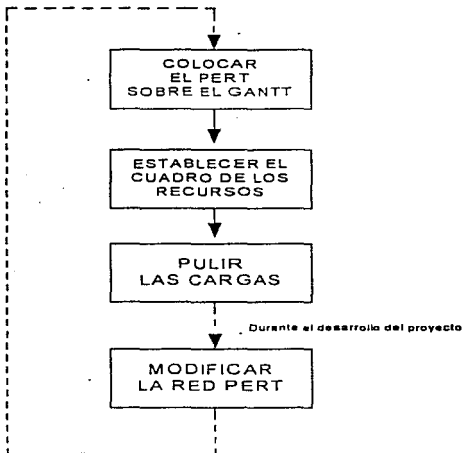 COLOCAR
EL PERT
SOBRE EL GANTT
ESTABLECER EL
CUADRO DE LOS
RECURSOS
PULIR
LAS CARGAS
Durante el desarrollo del proyecto
MODIFICAR
LA RED PERT